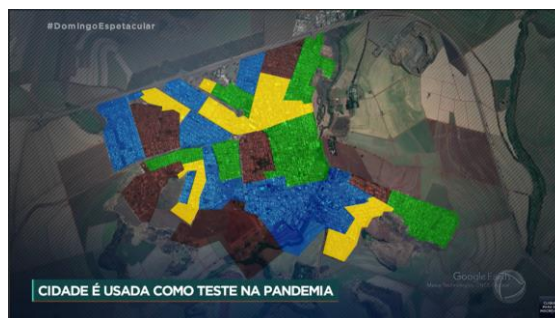 #DomingoEspetacular
Google Earth
CIDADE É USADA COMO TESTE NA PANDEMIA